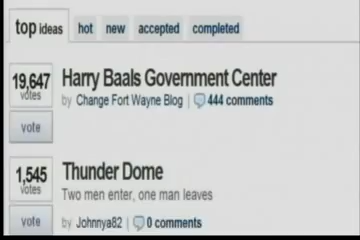 top ideas hot new accepted completed
19,647 Harry Baals Government Center
votes
by Change Fort Wayne Blog | 444 comments
vote
1,545 Thunder Dome
votes
Two men enter, one man leaves
vote by Johnnya82 | 0 comments